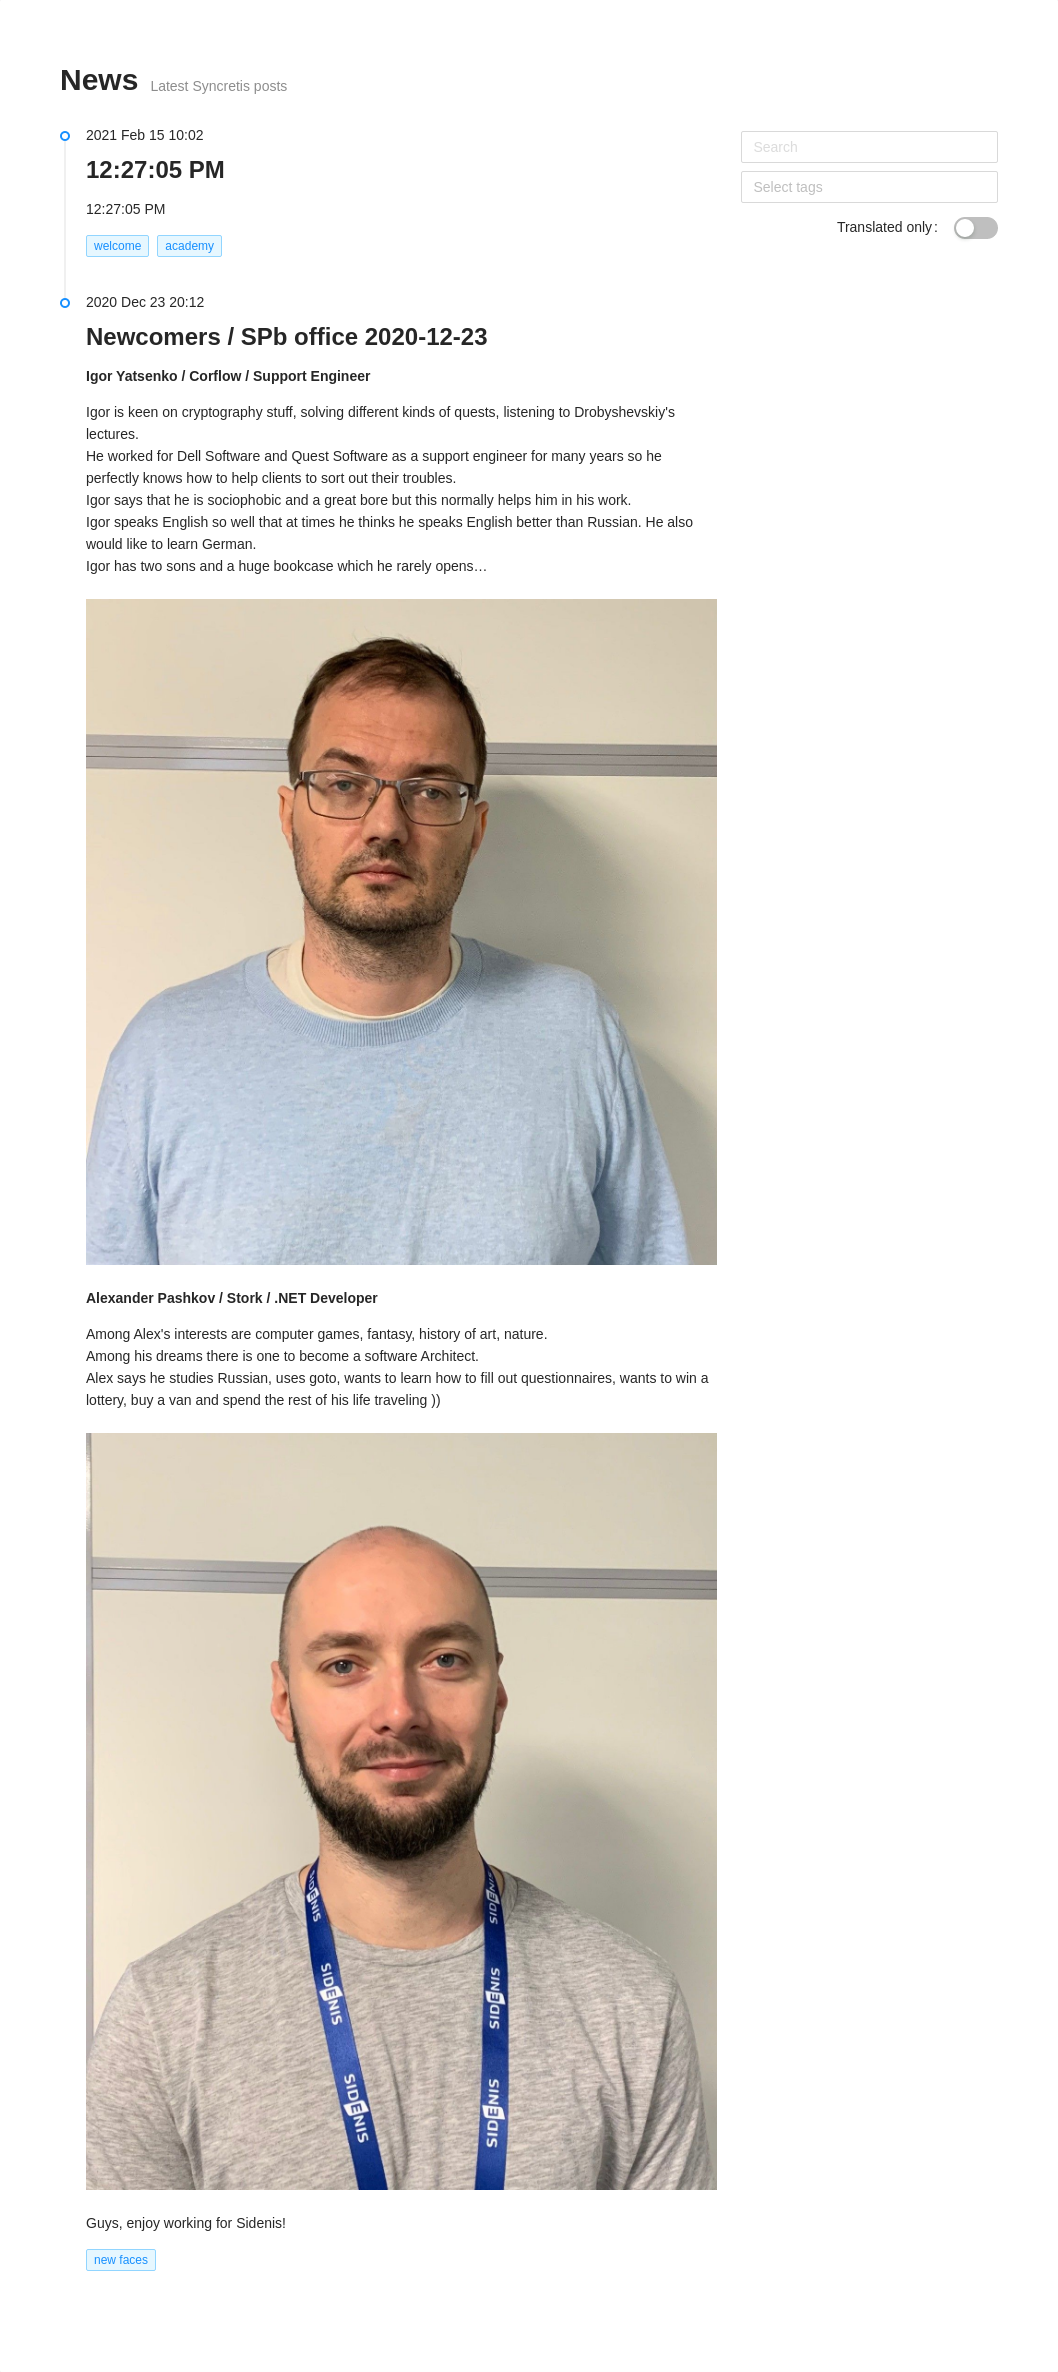 News Latest Syncretis posts
2021 Feb 15 10:02
Search
12:27:05 PM
Select tags
12:27:05 PM
Translated only :
welcome academy
2020 Dec 23 20:12
Newcomers / SPb office 2020-12-23
Igor Yatsenko / Corflow / Support Engineer
Igor is keen on cryptography stuff, solving different kinds of quests, listening to Drobyshevskiy's
lectures.
He worked for Dell Software and Quest Software as a support engineer for many years so he
perfectly knows how to help clients to sort out their troubles.
Igor says that he is sociophobic and a great bore but this normally helps him in his work.
Igor speaks English so well that at times he thinks he speaks English better than Russian. He also
would like to learn German.
Igor has two sons and a huge bookcase which he rarely opens…
Alexander Pashkov / Stork / .NET Developer
Among Alex's interests are computer games, fantasy, history of art, nature.
Among his dreams there is one to become a software Architect.
Alex says he studies Russian, uses goto, wants to learn how to fill out questionnaires, wants to win a
lottery, buy a van and spend the rest of his life traveling ))
SIDENIS
SIDENIS
SIDENIS
SIDENIS
SIDENIS
SIDENIS
Guys, enjoy working for Sidenis!
new faces